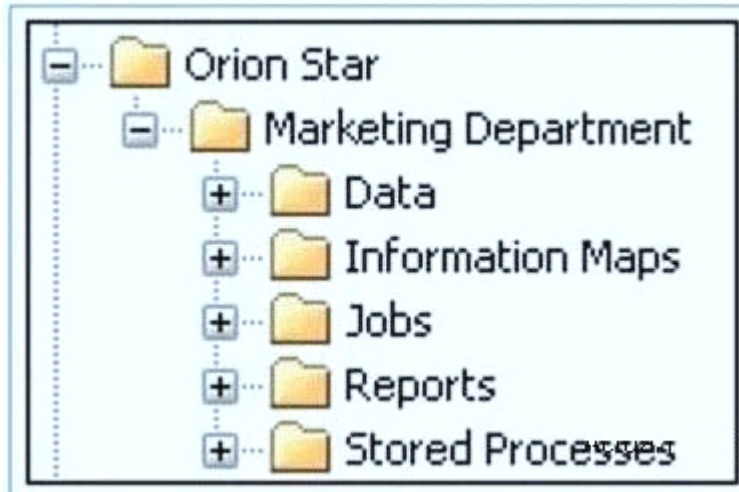 Orion Star
Marketing Department
Data
Information Maps
Jobs
Reports
Stored Processes